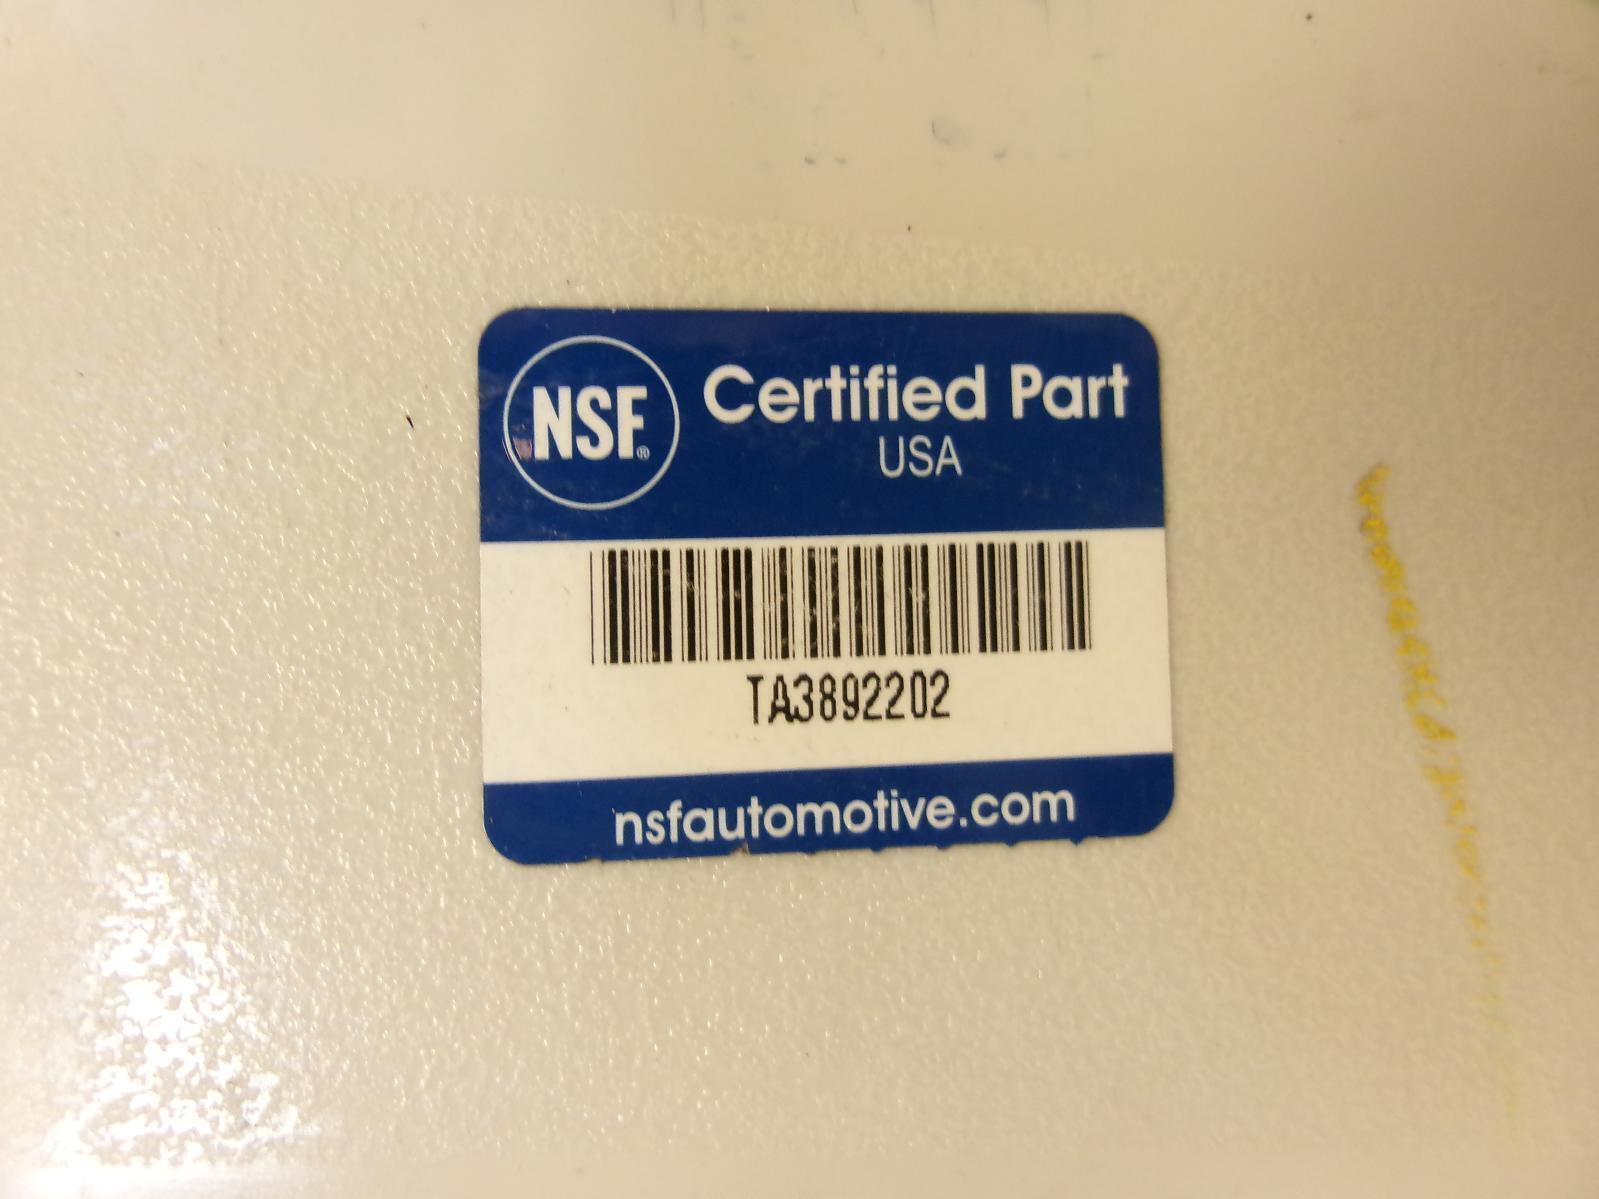 NSF®
Certified Part
USA
TA3892202
nsfautomotive.com